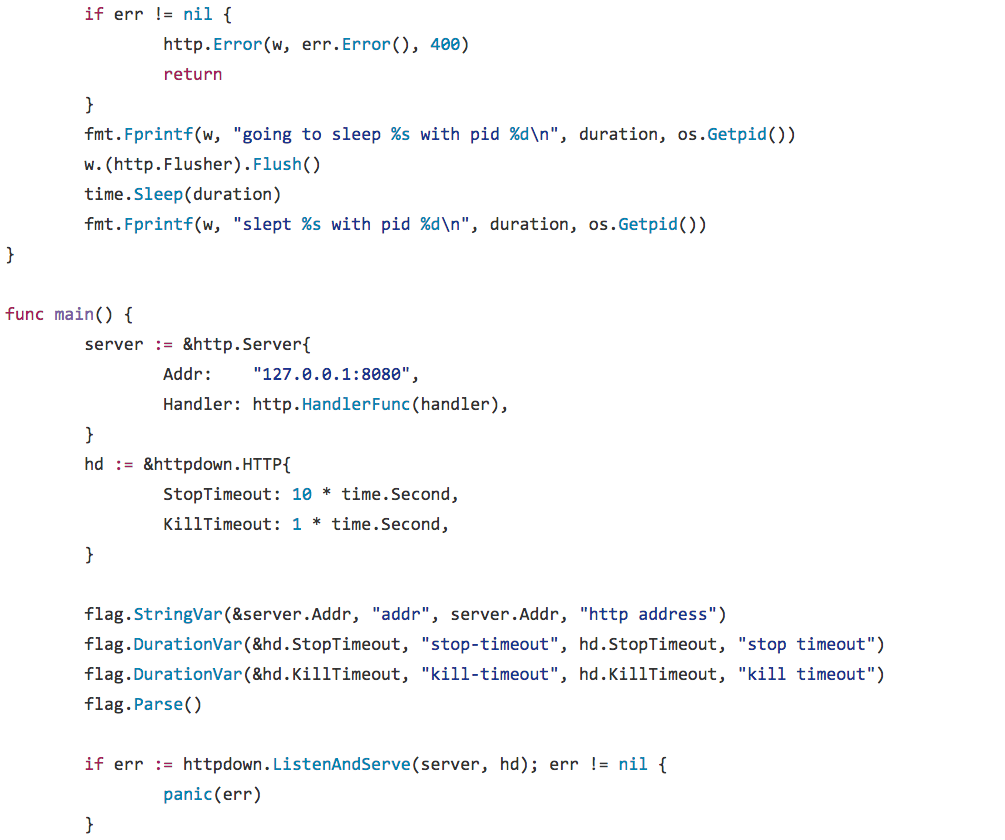 if err != nil {
                http.Error(w, err.Error(), 400)
                return
        }
        fmt.Fprintf(w, "going to sleep %s with pid %d\n", duration, os.Getpid())
        w.(http.Flusher).Flush()
        time.Sleep(duration)
        fmt.Fprintf(w, "slept %s with pid %d\n", duration, os.Getpid())
}

func main() {
        server := &http.Server{
                Addr:    "127.0.0.1:8080",
                Handler: http.HandlerFunc(handler),
        }
        hd := &httpdown.HTTP{
                StopTimeout: 10 * time.Second,
                KillTimeout: 1 * time.Second,
        }

        flag.StringVar(&server.Addr, "addr", server.Addr, "http address")
        flag.DurationVar(&hd.StopTimeout, "stop-timeout", hd.StopTimeout, "stop timeout")
        flag.DurationVar(&hd.KillTimeout, "kill-timeout", hd.KillTimeout, "kill timeout")
        flag.Parse()

        if err := httpdown.ListenAndServe(server, hd); err != nil {
                panic(err)
        }